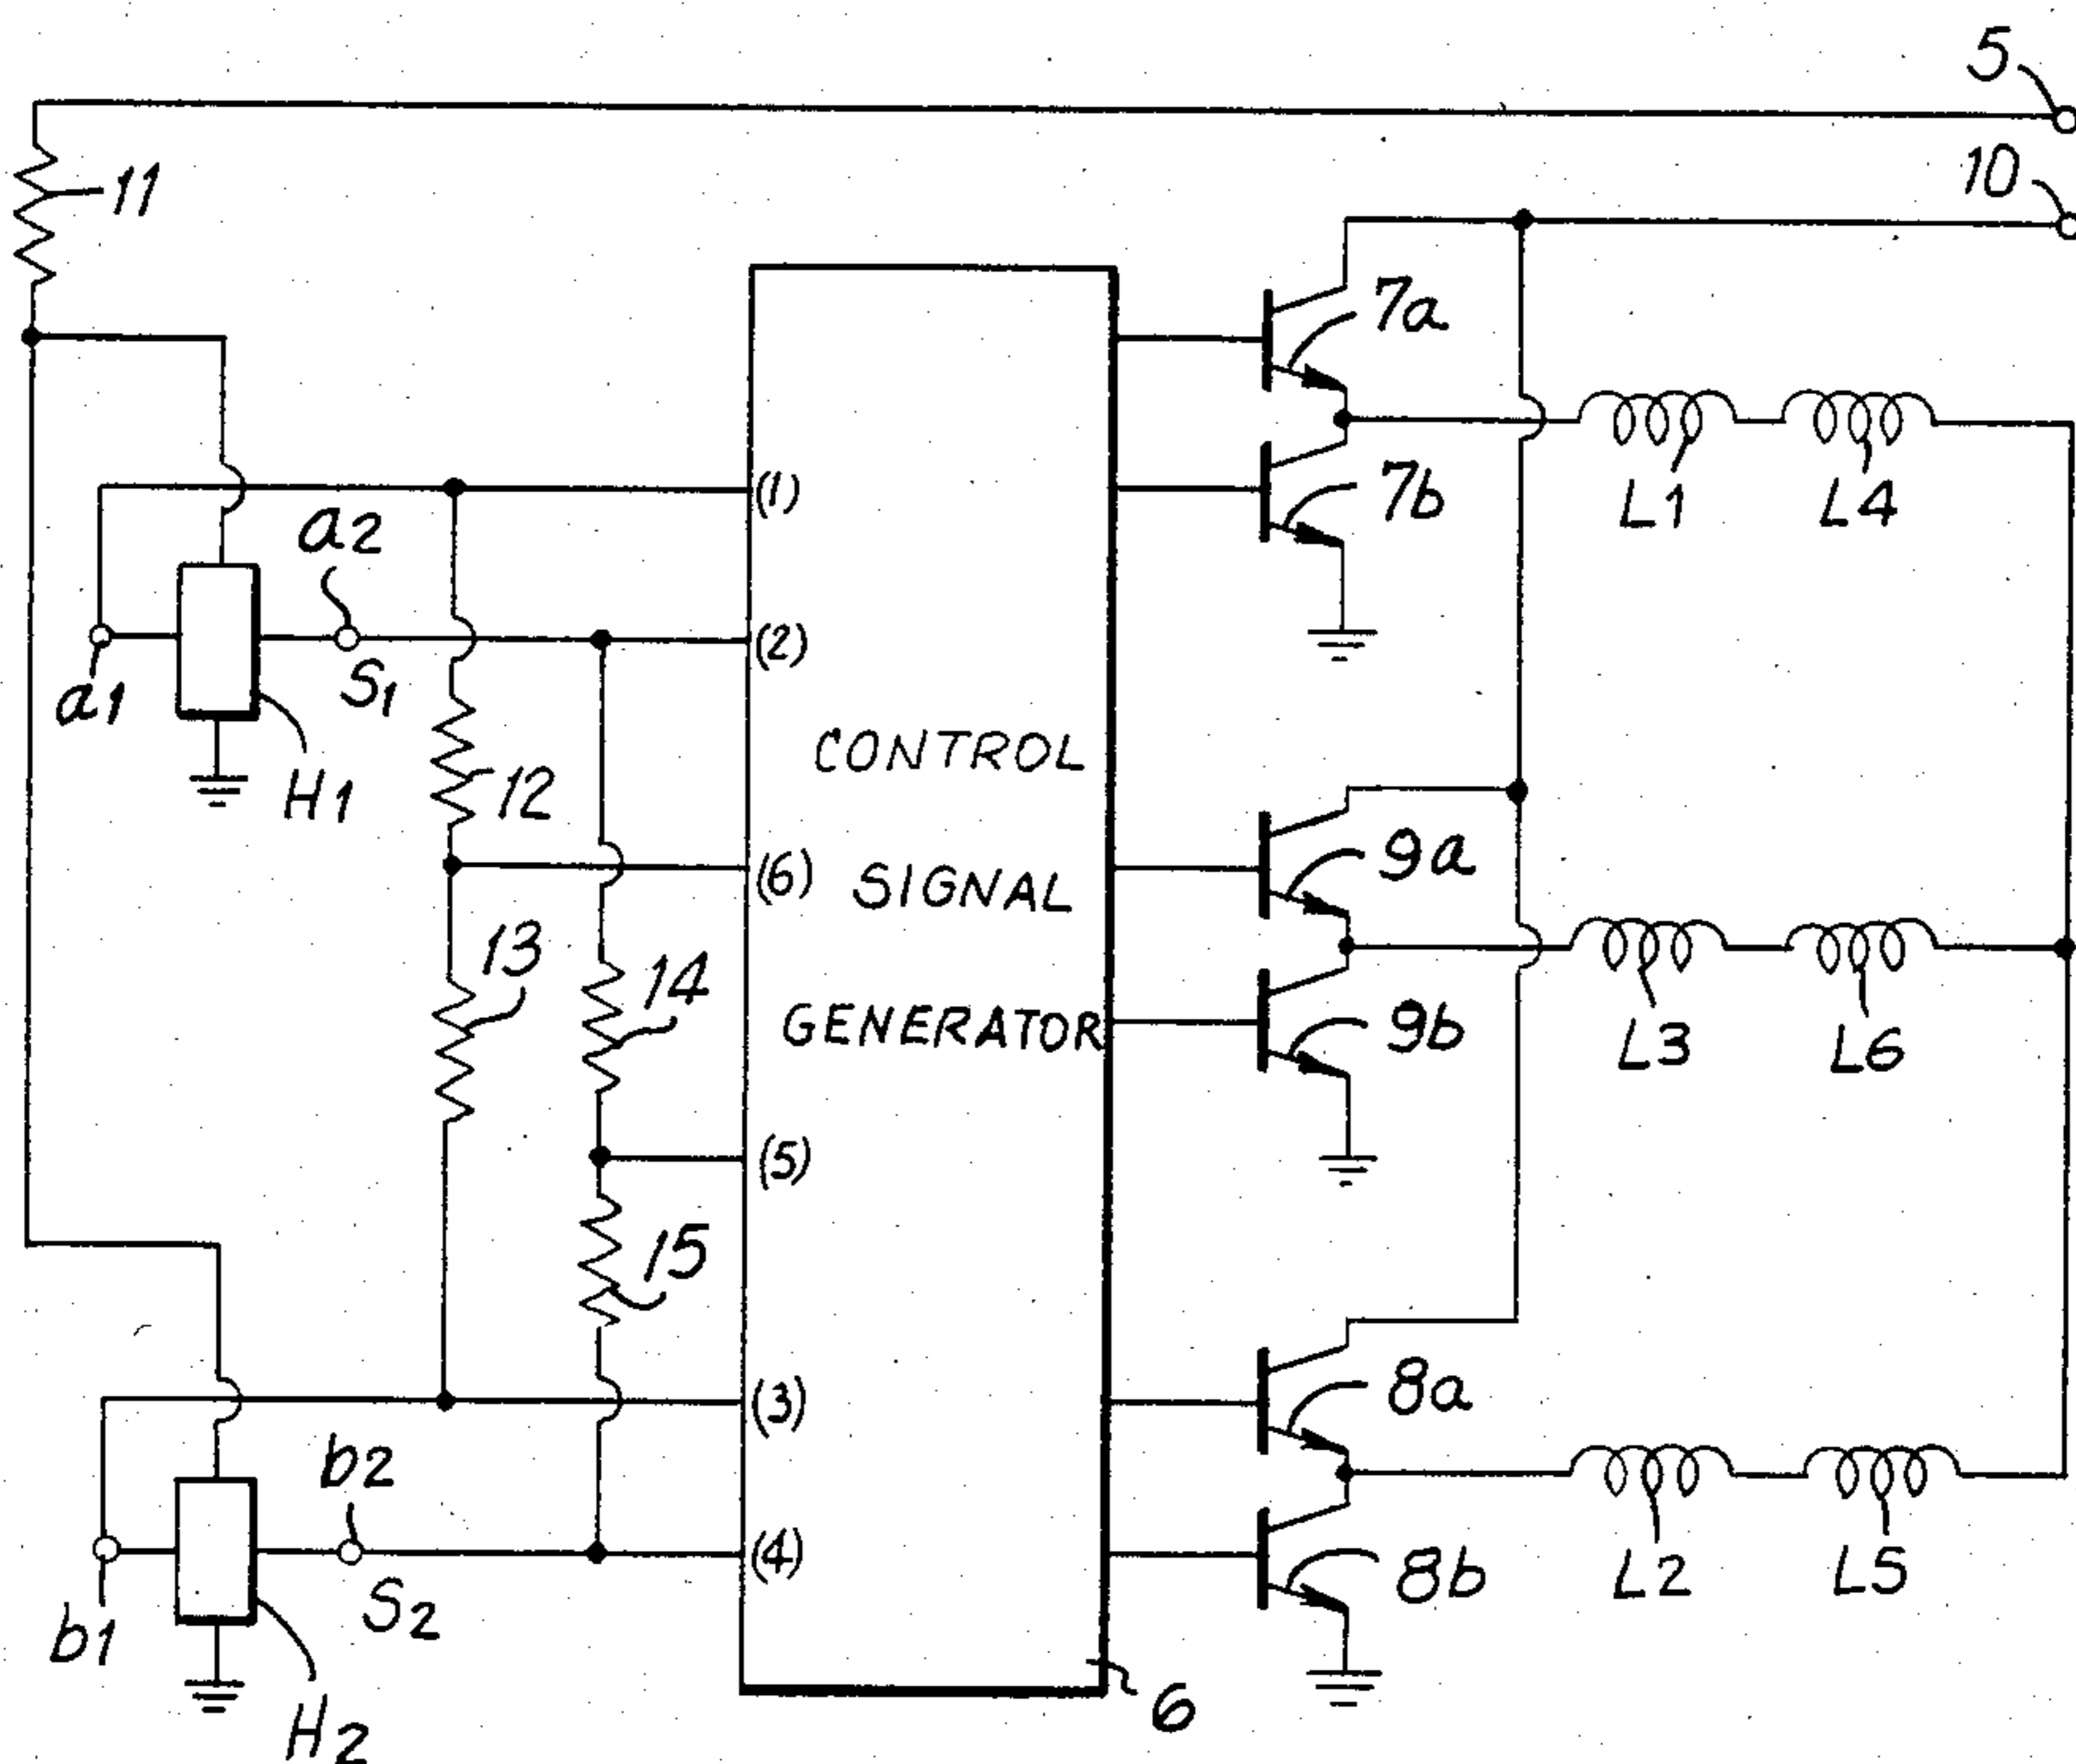 5
10
11
7a
7b
L1
L4
(1)
a2
(2)
a1
S1
H1
CONTROL
12
9a
(6)
SIGNAL
13
14
GENERATOR
9b
L3
L6
(5)
15
8a
(3)
b2
(4)
8b
L2
L5
b1
S2
6
H2